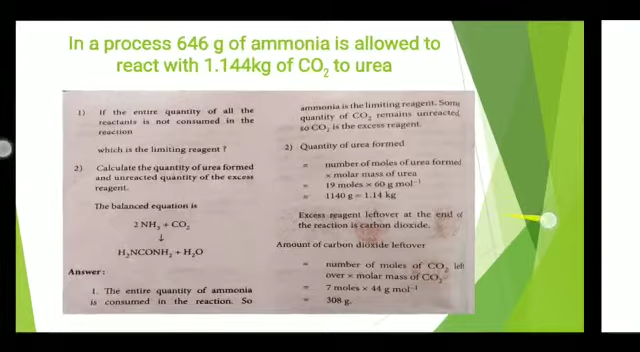 In a process 646 g of ammonia is allowed to
react with 1.144kg of CO₂ to urea
1) If the entire quantity of all the
reactants is not consumed in the
reaction
which is the limiting reagent ?
2) Calculate the quantity of urea formed
and unreacted quantity of the excess
reagent.
The balanced equation is
2 NH₃ + CO₂
↓
H₂NCONH₂ + H₂O
Answer :
1. The entire quantity of ammonia
is consumed in the reaction. So
ammonia is the limiting reagent. Some
quantity of CO₂ remains unreacted,
so CO₂ is the excess reagent.
2) Quantity of urea formed
= number of moles of urea formed
× molar mass of urea
= 19 moles × 60 g mol⁻¹
= 1140 g = 1.14 kg
Excess reagent leftover at the end of
the reaction is carbon dioxide.
Amount of carbon dioxide leftover
= number of moles of CO₂ left
over × molar mass of CO₂
= 7 moles × 44 g mol⁻¹
= 308 g.